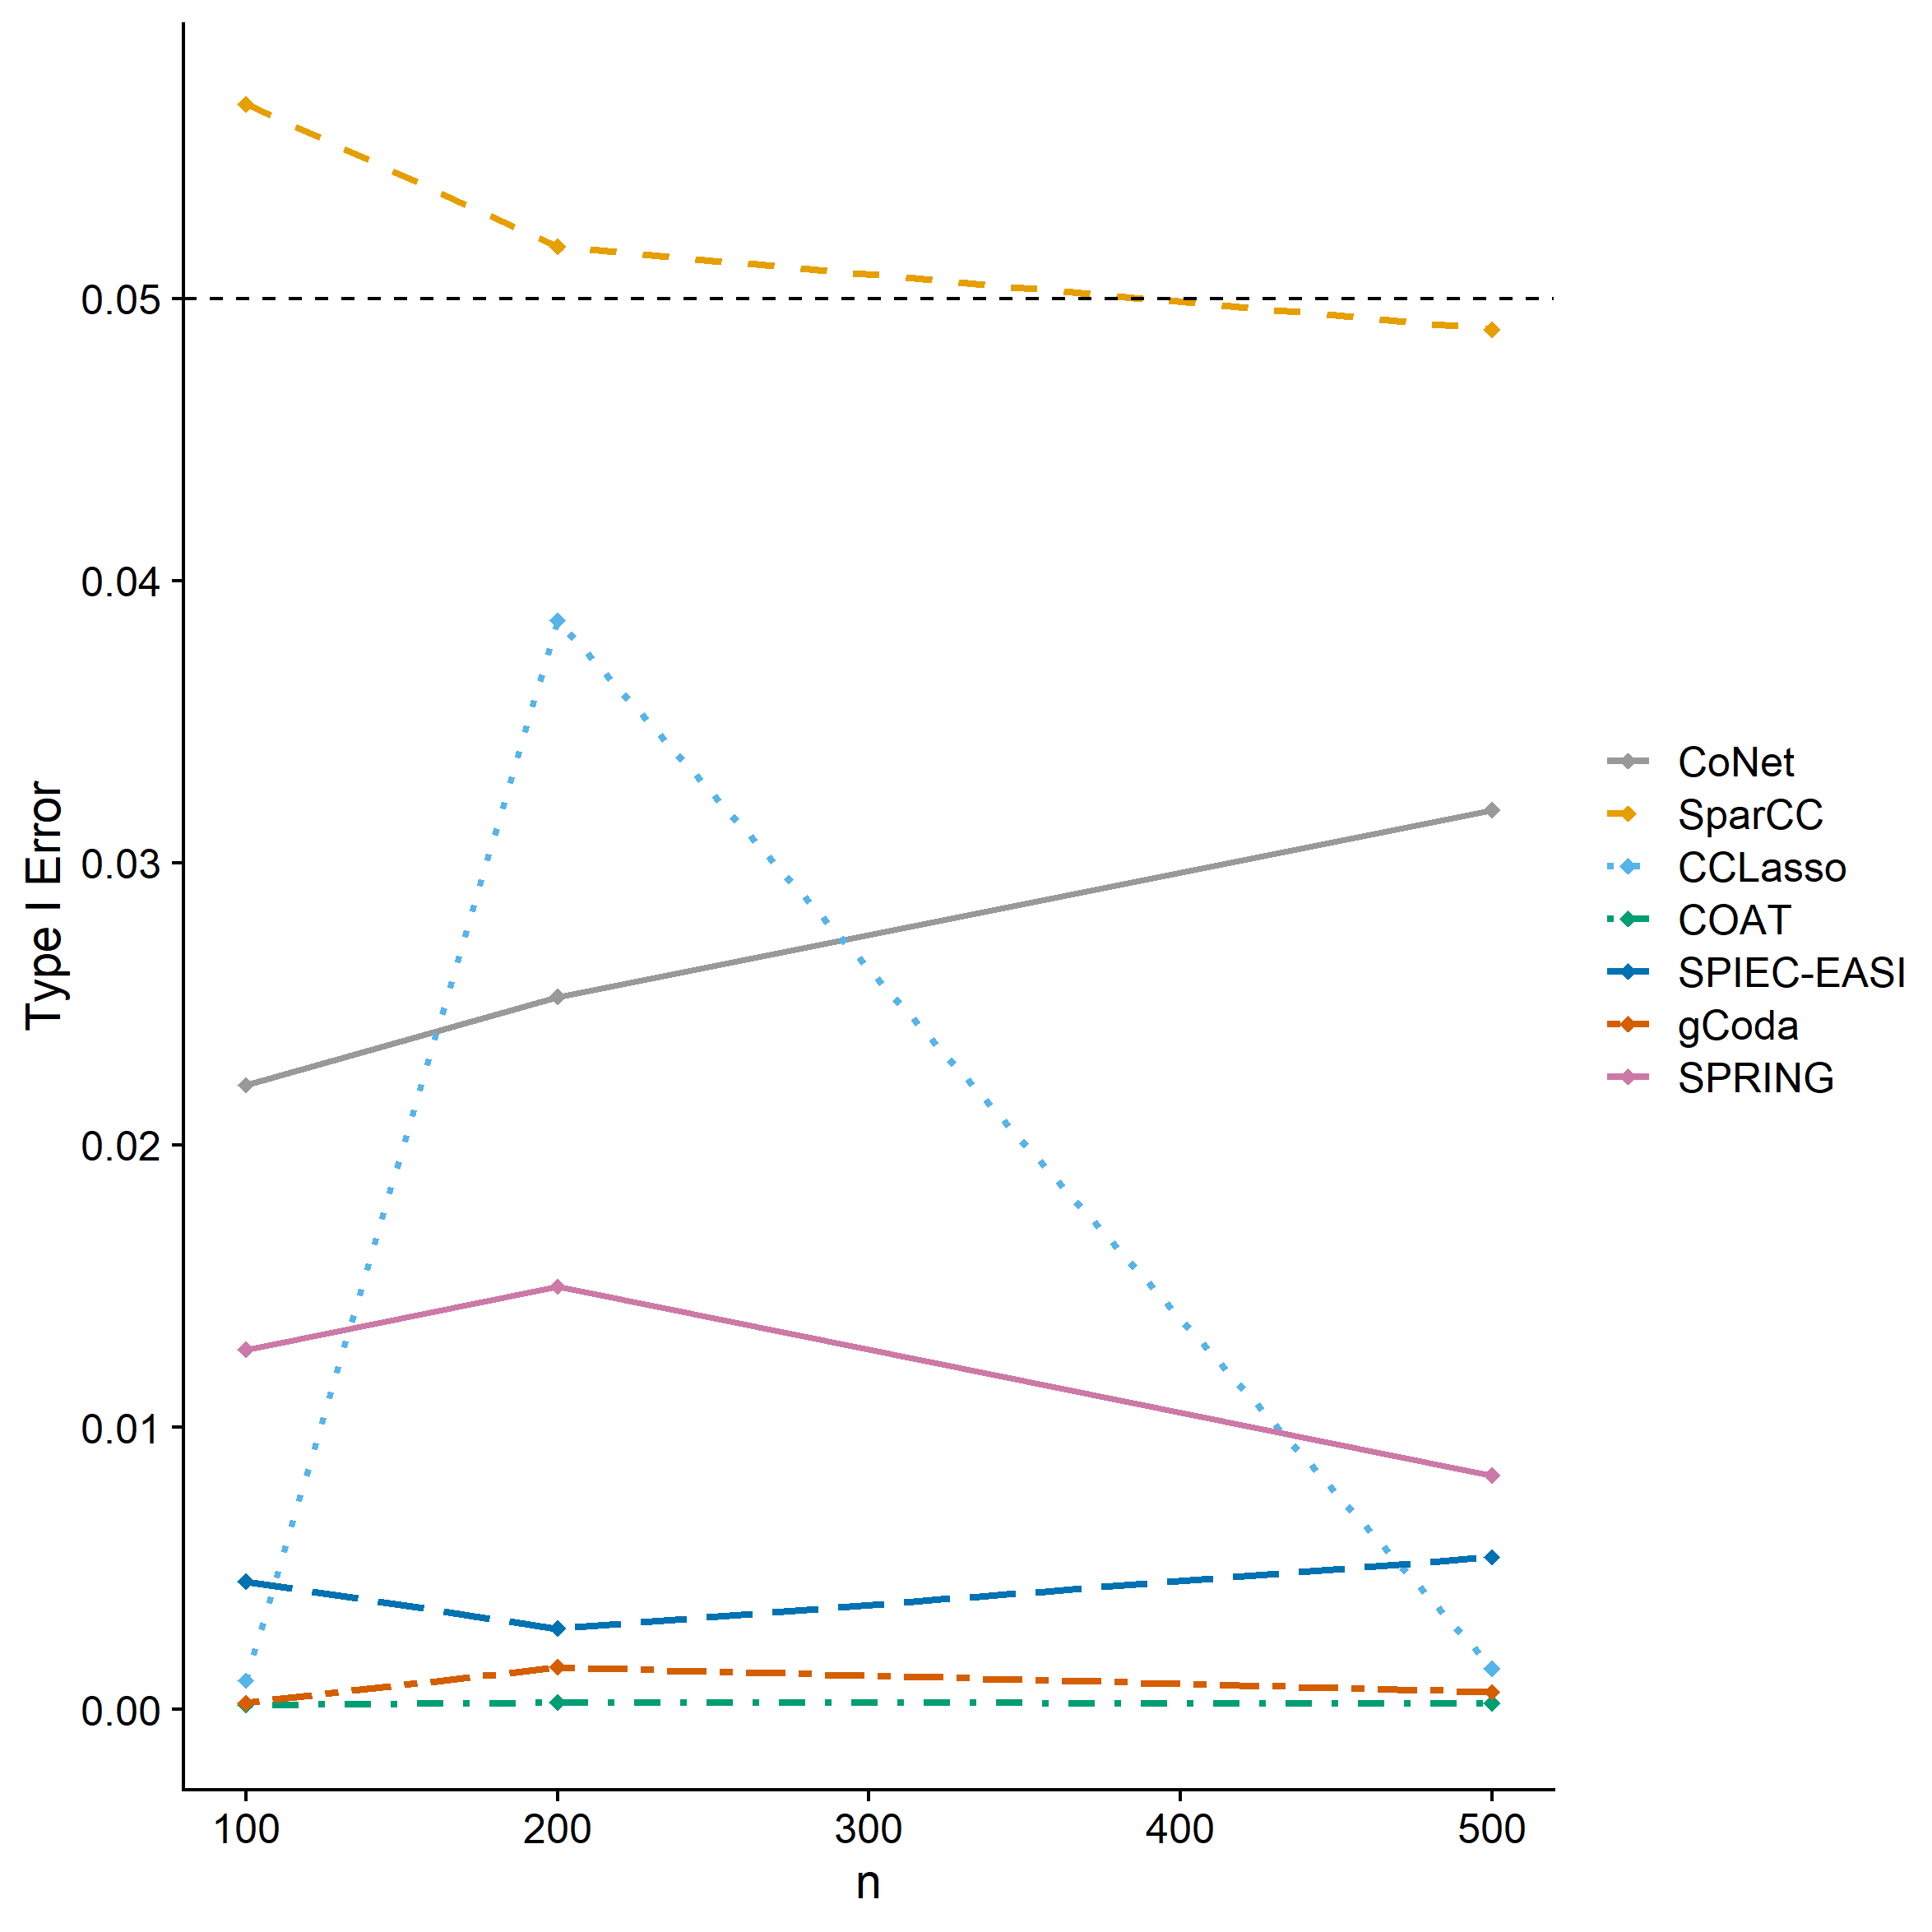 Type I Error
0.05
0.04
0.03
0.02
0.01
0.00
100 200 300 400 500
n
CoNet
SparCC
CCLasso
COAT
SPIEC-EASI
gCoda
SPRING